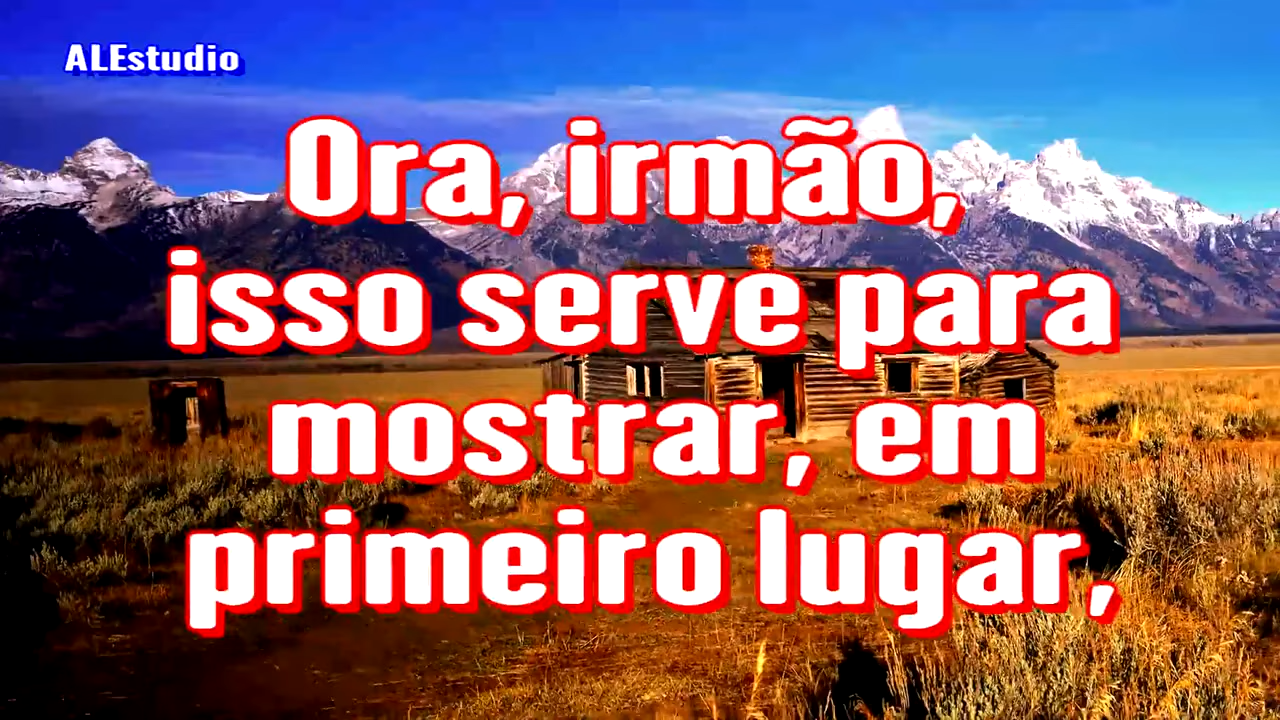 ALEstudio
Ora, irmão,
isso serve para
mostrar, em
primeiro lugar,